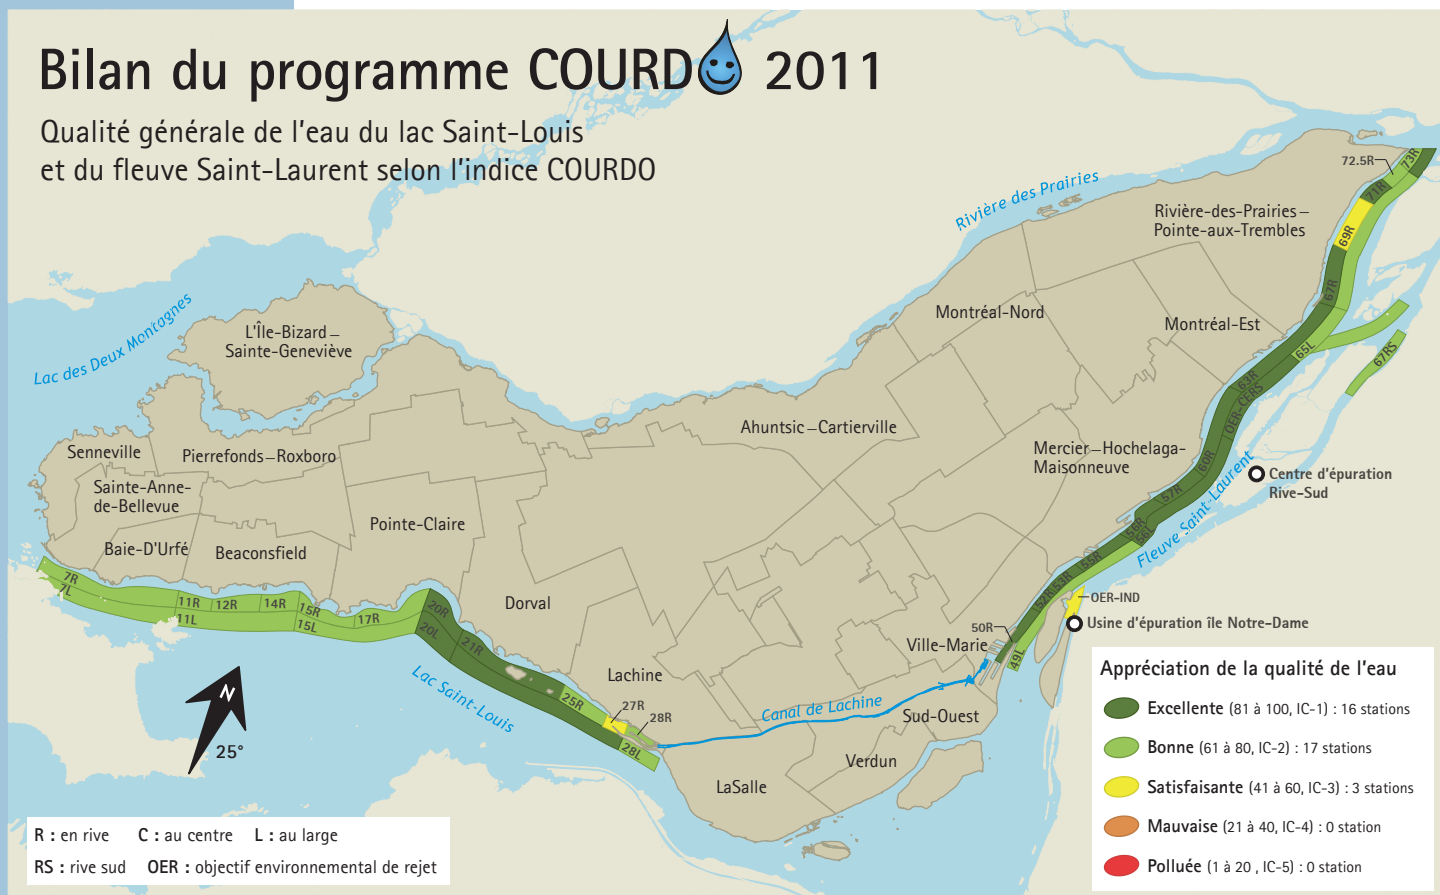 Bilan du programme COURDO 2011
Qualité générale de l'eau du lac Saint-Louis
et du fleuve Saint-Laurent selon l'indice COURDO
Rivière des Prairies
72.5R
73R
71R
69R
67R
65L
67RS
63R
OER-CERS
60R
57R
56R
56L
55R
53R
52R
50R
49L
OER-IND
Rivière-des-Prairies–
Pointe-aux-Trembles
Montréal-Nord
Montréal-Est
Lac des Deux Montagnes
L'Île-Bizard–
Sainte-Geneviève
Ahuntsic–Cartierville
Mercier–Hochelaga-
Maisonneuve
Centre d'épuration
Rive-Sud
Fleuve Saint-Laurent
Usine d'épuration île Notre-Dame
Senneville
Pierrefonds–Roxboro
Sainte-Anne-
de-Bellevue
Pointe-Claire
Baie-D'Urfé
Beaconsfield
Dorval
7R
7L
11R
11L
12R
14R
15R
15L
17R
20R
20L
21R
25R
27R
28R
28L
Lachine
Ville-Marie
Lac Saint-Louis
Canal de Lachine
Sud-Ouest
Verdun
LaSalle
N
25°
R : en rive C : au centre L : au large
RS : rive sud OER : objectif environnemental de rejet
Appréciation de la qualité de l'eau
Excellente (81 à 100, IC-1) : 16 stations
Bonne (61 à 80, IC-2) : 17 stations
Satisfaisante (41 à 60, IC-3) : 3 stations
Mauvaise (21 à 40, IC-4) : 0 station
Polluée (1 à 20 , IC-5) : 0 station